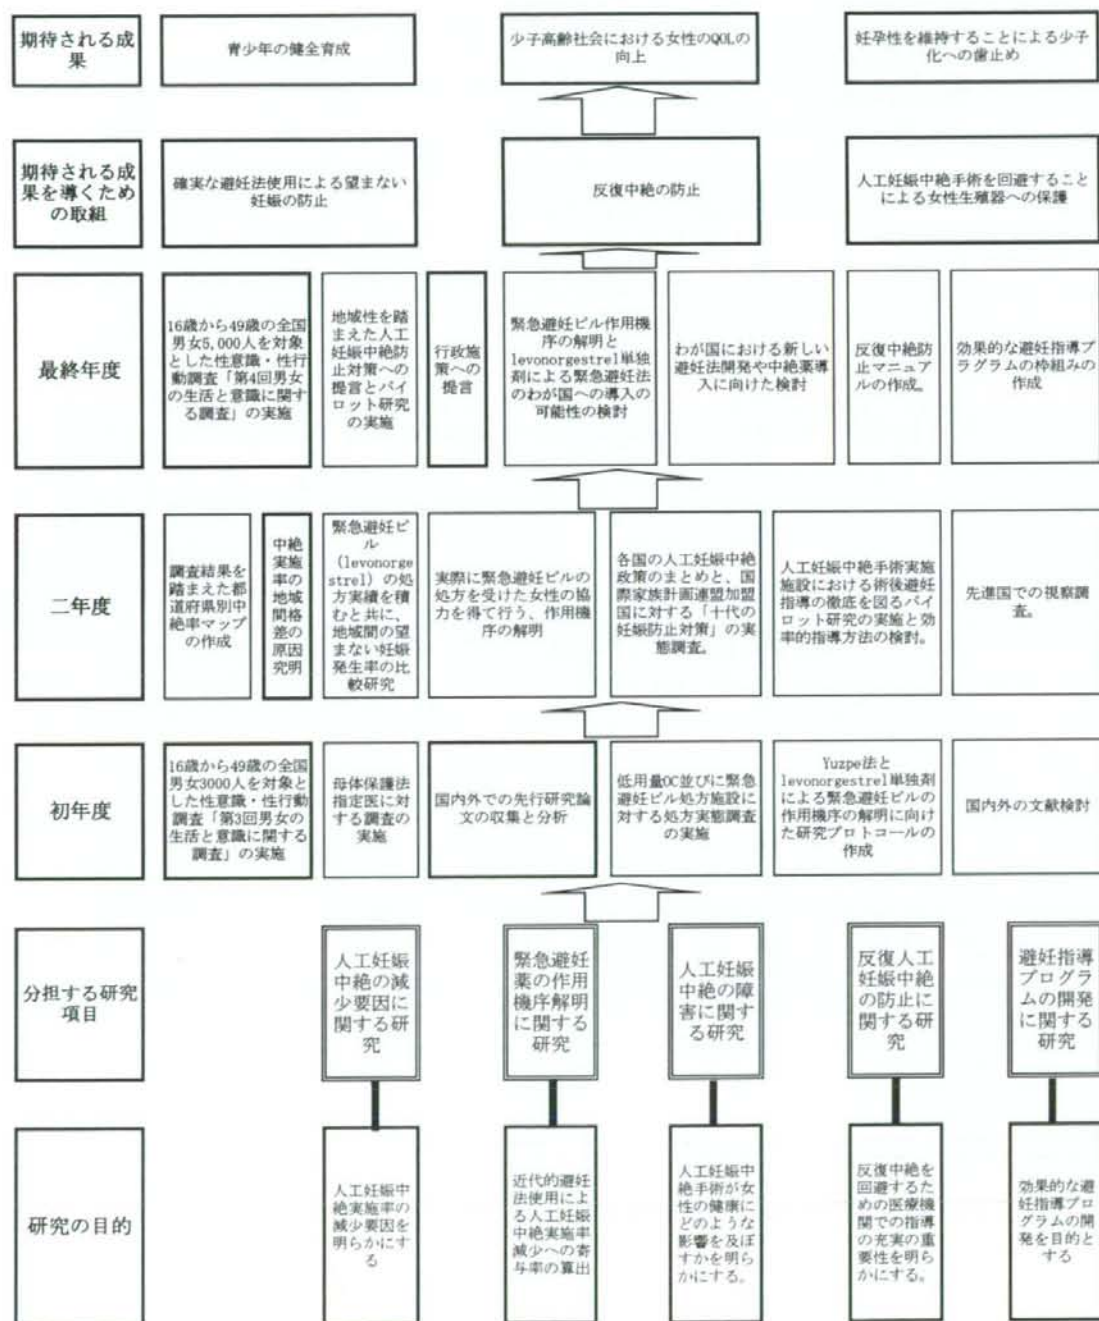 期待される成
果
青少年の健全育成
少子高齢社会における女性のQOLの
向上
妊孕性を維持することによる少子
化への歯止め
期待される成
果を導くため
の取組
確実な避妊法使用による望まない
妊娠の防止
反復中絶の防止
人工妊娠中絶手術を回避すること
による女性生殖器への保護
最終年度
16歳から49歳の全国
男女5,000人を対象
とした性意識・性行
動調査「第4回男女
の生活と意識に関す
る調査」の実施
地域性を踏
まえた人工
妊娠中絶防
止対策への
提言とパイ
ロット研究
の実施
行政施
策への
提言
緊急避妊ピル作用機
序の解明と
levonorgestrel単独
剤による緊急避妊法
のわが国への導入の
可能性の検討
わが国における新しい
避妊法開発や中絶薬導
入に向けた検討
反復中絶防
止マニュア
ルの作成。
効果的な避妊指導プ
ログラムの枠組みの
作成
二年度
調査結果を
踏まえた都
道府県別中
絶率マップ
の作成
中絶
実施
率の
地域
間格
差の
原因
究明
緊急避妊ピ
ル
(levonorge
strel)の処
方実績を積
むと共に、
地域間の望
まない妊娠
発生率の比
較研究
実際に緊急避妊ピルの
処方を受けた女性の協
力を得て行う、作用機
序の解明
各国の人工妊娠中絶
政策のまとめと、国
際家族計画連盟加盟
国に対する「十代の
妊娠防止対策」の実
態調査。
人工妊娠中絶手術実施
施設における術後避妊
指導の徹底を図るパイ
ロット研究の実施と効
率的指導方法の検討。
先進国での視察調
査。
初年度
16歳から49歳の全国
男女3000人を対象と
した性意識・性行動
調査「第3回男女の
生活と意識に関する
調査」の実施
母体保護法
指定医に対
する調査の
実施
国内外での先行研究論
文の収集と分析
低用量OC並びに緊急
避妊ピル処方施設に
対する処方実態調査
の実施
Yuzpe法と
levonorgestrel単独剤
による緊急避妊ピルの
作用機序の解明に向け
た研究プロトコールの
作成
国内外の文献検討
分担する研究
項目
人工妊娠
中絶の減
少要因に
関する研
究
緊急避妊
薬の作用
機序解明
に関する
研究
人工妊娠
中絶の障
害に関す
る研究
反復人工
妊娠中絶
の防止に
関する研
究
避妊指導
プログラ
ムの開発
に関する
研究
研究の目的
人工妊娠中
絶実施率の
減少要因を
明らかにす
る
近代的避妊
法使用によ
る人工妊娠
中絶実施率
減少への寄
与率の算出
人工妊娠中
絶手術が女
性の健康に
どのような
影響を及ぼ
すかを明ら
かにする。
反復中絶を
回避するた
めの医療機
関での指導
の充実の重
要性を明ら
かにする。
効果的な避
妊指導プロ
グラムの開
発を目的と
する